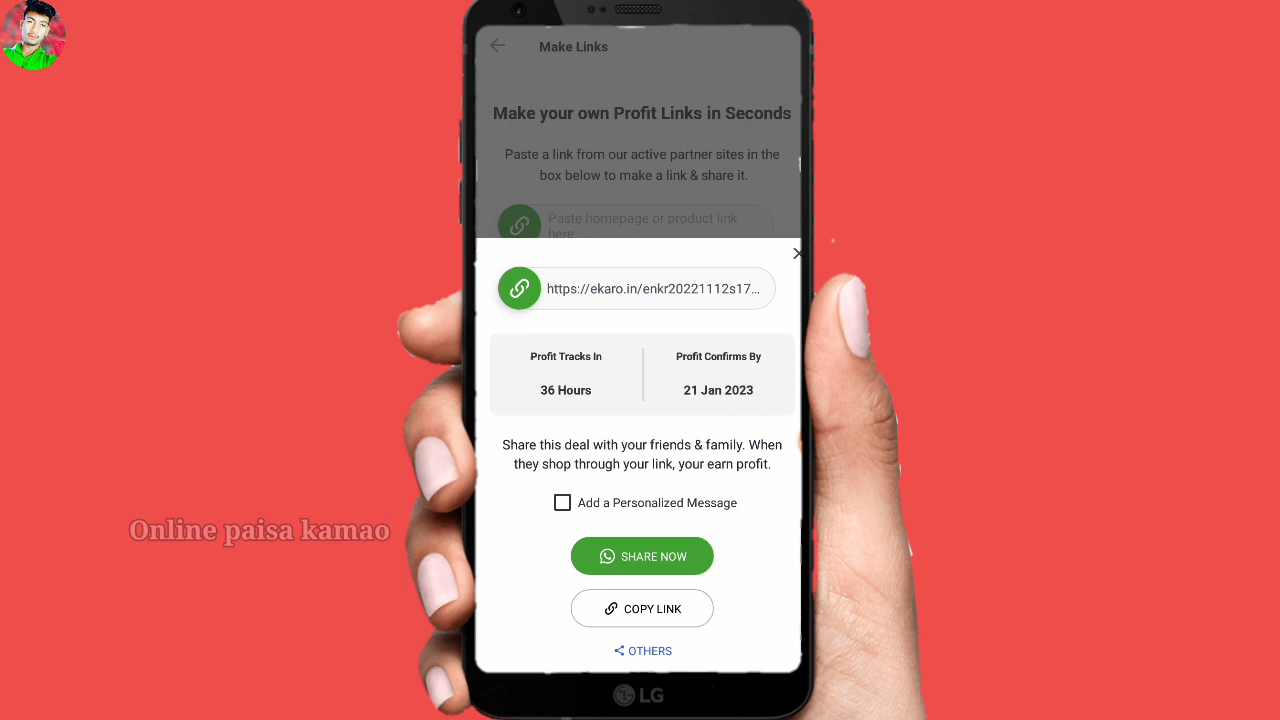 Make Links
Make your own Profit Links in Seconds
Paste a link from our active partner sites in the
box below to make a link & share it.
Paste homepage or product link
here
https://ekaro.in/enkr20221112s17…
Profit Tracks In
36 Hours
Profit Confirms By
21 Jan 2023
Share this deal with your friends & family. When
they shop through your link, your earn profit.
Add a Personalized Message
SHARE NOW
COPY LINK
OTHERS
Online paisa kamao
LG